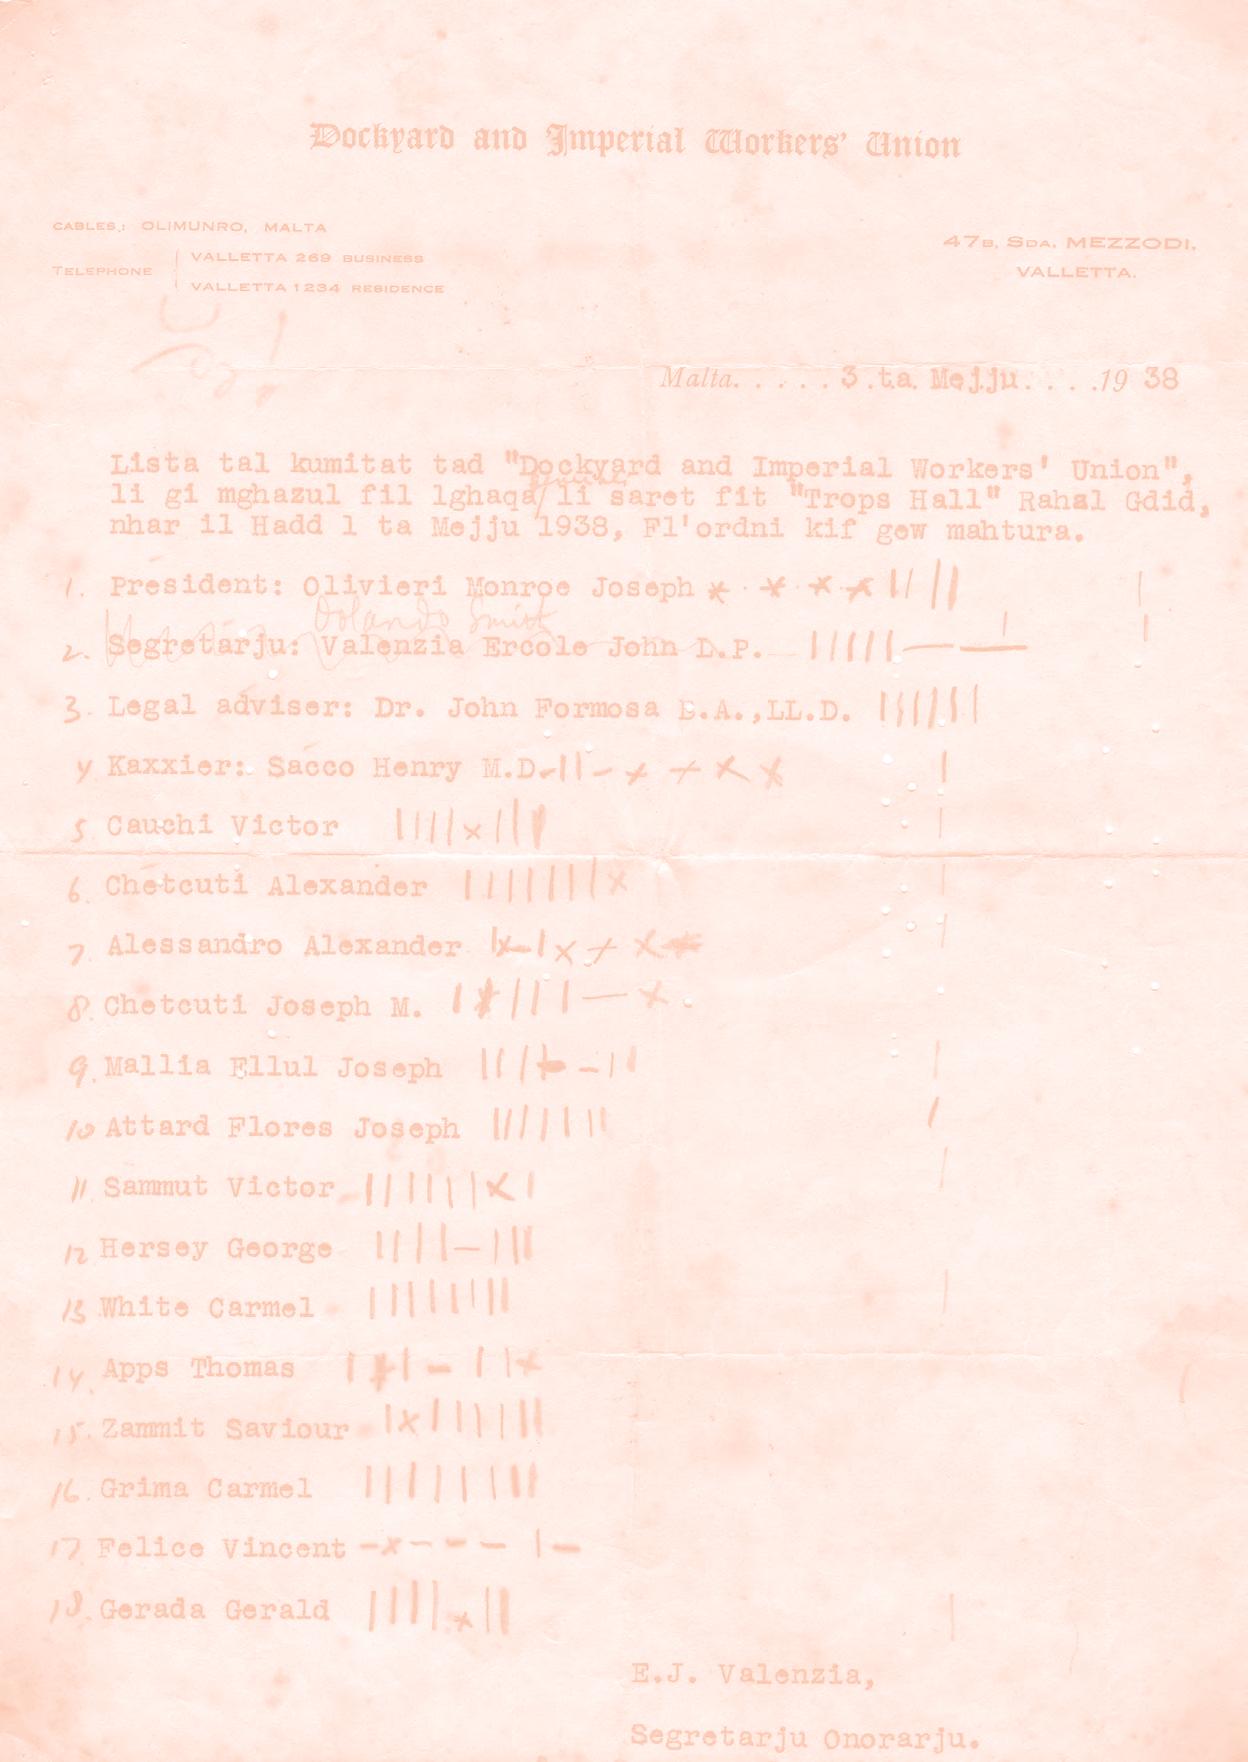 Dockyard and Imperial Workers' Union
CABLES: OLIMUNRO, MALTA
TELEPHONE
VALLETTA 269 BUSINESS
VALLETTA 1234 RESIDENCE
47B, SDA. MEZZODI,
VALLETTA.
Malta. . . . . 3.ta. Mejju. . . .19 38
Lista tal kumitat tad "Dockyard and Imperial Workers' Union",
li gi mghazul fil lghaqa/ li saret fit "Trops Hall" Rahal Gdid,
nhar il Hadd 1 ta Mejju 1938, Fl'ordni kif gew mahtura.
1. President: Olivieri Monroe Joseph
Orlando Smith
2. Segretarju: Valenzia Ercole John D.P.
3. Legal adviser: Dr. John Formosa B.A.,LL.D.
4 Kaxxier: Sacco Henry M.D.
5 Cauchi Victor
6. Chetcuti Alexander
7. Alessandro Alexander
8. Chetcuti Joseph M.
9. Mallia Ellul Joseph
10 Attard Flores Joseph
11. Sammut Victor
12 Hersey George
13 White Carmel
14. Apps Thomas
15. Zammit Saviour
16. Grima Carmel
17 Felice Vincent
18. Gerada Gerald
E.J. Valenzia,
Segretarju Onorarju.